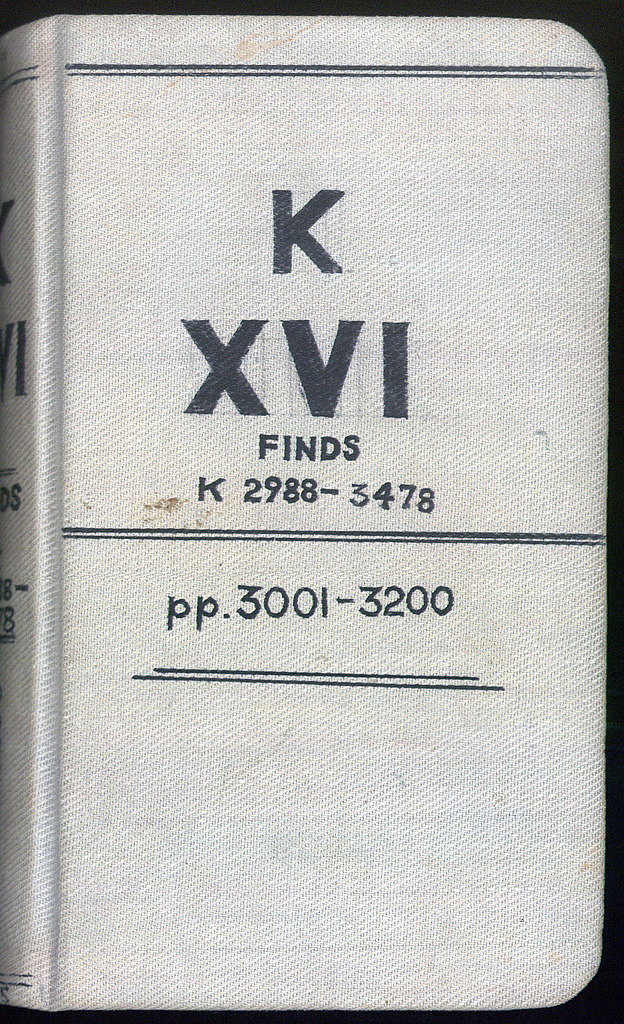 K
XVI
FINDS
K 2988-3478
pp.3001-3200